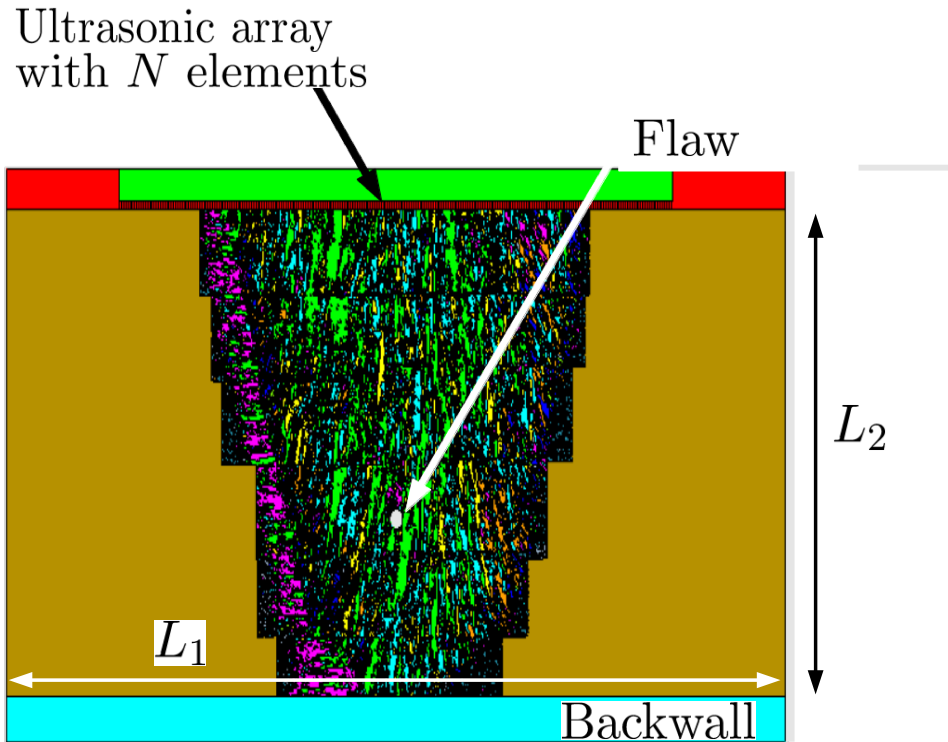 Ultrasonic array
with N elements
Flaw
L₂
L₁
Backwall